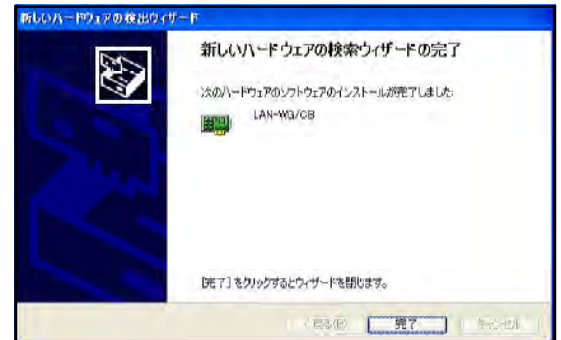 新しいハードウェアの検出ウィザード
新しいハードウェアの検索ウィザードの完了
次のハードウェアのソフトウェアのインストールが完了しました:
LAN-WG/CB
[完了] をクリックするとウィザードを閉じます。
< 戻る(B)
完了
キャンセル